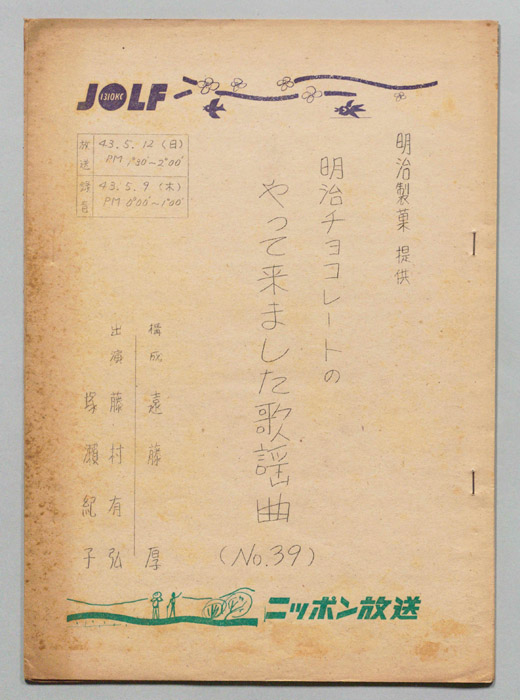 JOLF
1310KC
放送 43.5.12(日)
PM 1°30′~2°00′
録音 43.5.9(木)
PM 0°00′~1°00′
明治製菓 提供
明治チョコレートの
やって来ました歌謡曲
(No.39)
構成 遠藤 厚
出演 藤村有弘
塚瀬紀子
ニッポン放送